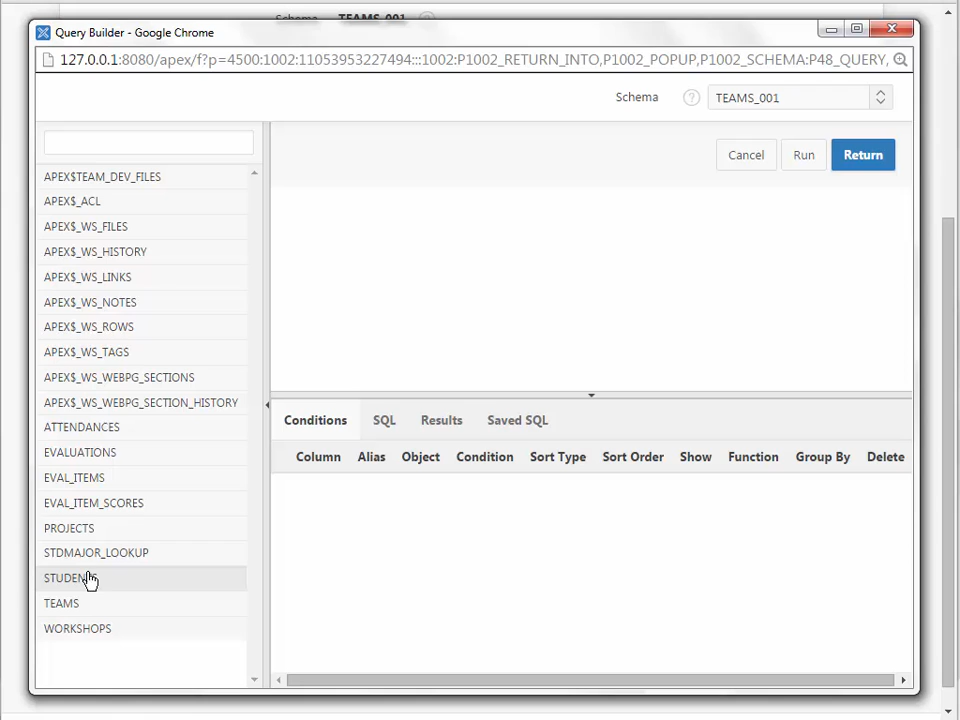 Schema TEAMS_001
Query Builder - Google Chrome
127.0.0.1:8080/apex/f?p=4500:1002:11053953227494:::1002:P1002_RETURN_INTO,P1002_POPUP,P1002_SCHEMA:P48_QUERY,
Schema ? TEAMS_001
Cancel Run Return
APEX$TEAM_DEV_FILES
APEX$_ACL
APEX$_WS_FILES
APEX$_WS_HISTORY
APEX$_WS_LINKS
APEX$_WS_NOTES
APEX$_WS_ROWS
APEX$_WS_TAGS
APEX$_WS_WEBPG_SECTIONS
APEX$_WS_WEBPG_SECTION_HISTORY
ATTENDANCES
EVALUATIONS
EVAL_ITEMS
EVAL_ITEM_SCORES
PROJECTS
STDMAJOR_LOOKUP
STUDENTS
TEAMS
WORKSHOPS
Conditions SQL Results Saved SQL
Column Alias Object Condition Sort Type Sort Order Show Function Group By Delete